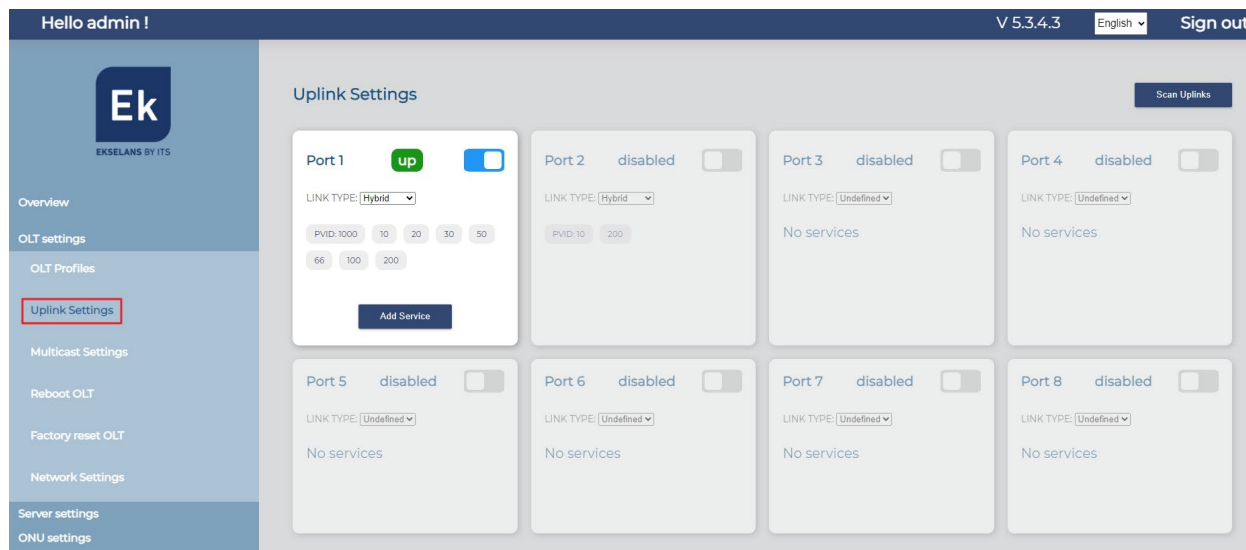 Hello admin !
V 5.3.4.3
English
Sign out
Ek
EKSELANS BY ITS
Overview
OLT settings
OLT Profiles
Uplink Settings
Multicast Settings
Reboot OLT
Factory reset OLT
Network Settings
Server settings
ONU settings
Uplink Settings
Scan Uplinks
Port 1 up
LINK TYPE: Hybrid
PVID: 1000 10 20 30 50
66 100 200
Add Service
Port 2 disabled
LINK TYPE: Hybrid
PVID: 10 200
Port 3 disabled
LINK TYPE: Undefined
No services
Port 4 disabled
LINK TYPE: Undefined
No services
Port 5 disabled
LINK TYPE: Undefined
No services
Port 6 disabled
LINK TYPE: Undefined
No services
Port 7 disabled
LINK TYPE: Undefined
No services
Port 8 disabled
LINK TYPE: Undefined
No services